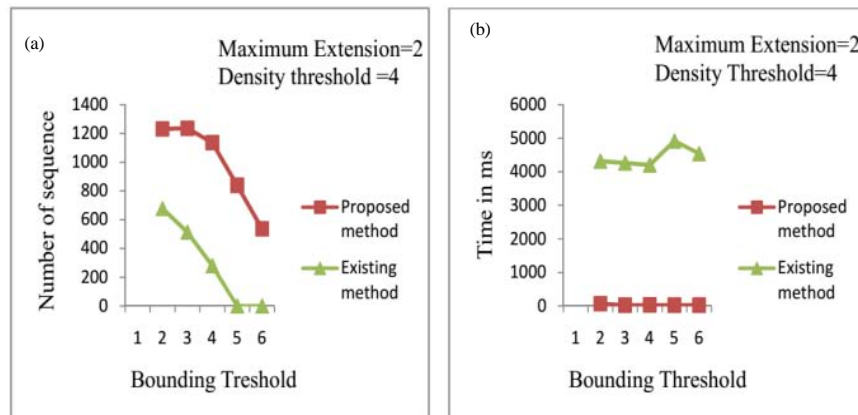 (a)
Maximum Extension=2
Density threshold =4
Number of sequence
1400
1200
1000
800
600
400
200
0
1 2 3 4 5 6
Bounding Treshold
Proposed
method
Existing
method
(b)
Maximum Extension=2
Density Threshold=4
Time in ms
6000
5000
4000
3000
2000
1000
0
1 2 3 4 5 6
Bounding Threshold
Proposed
method
Existing
method